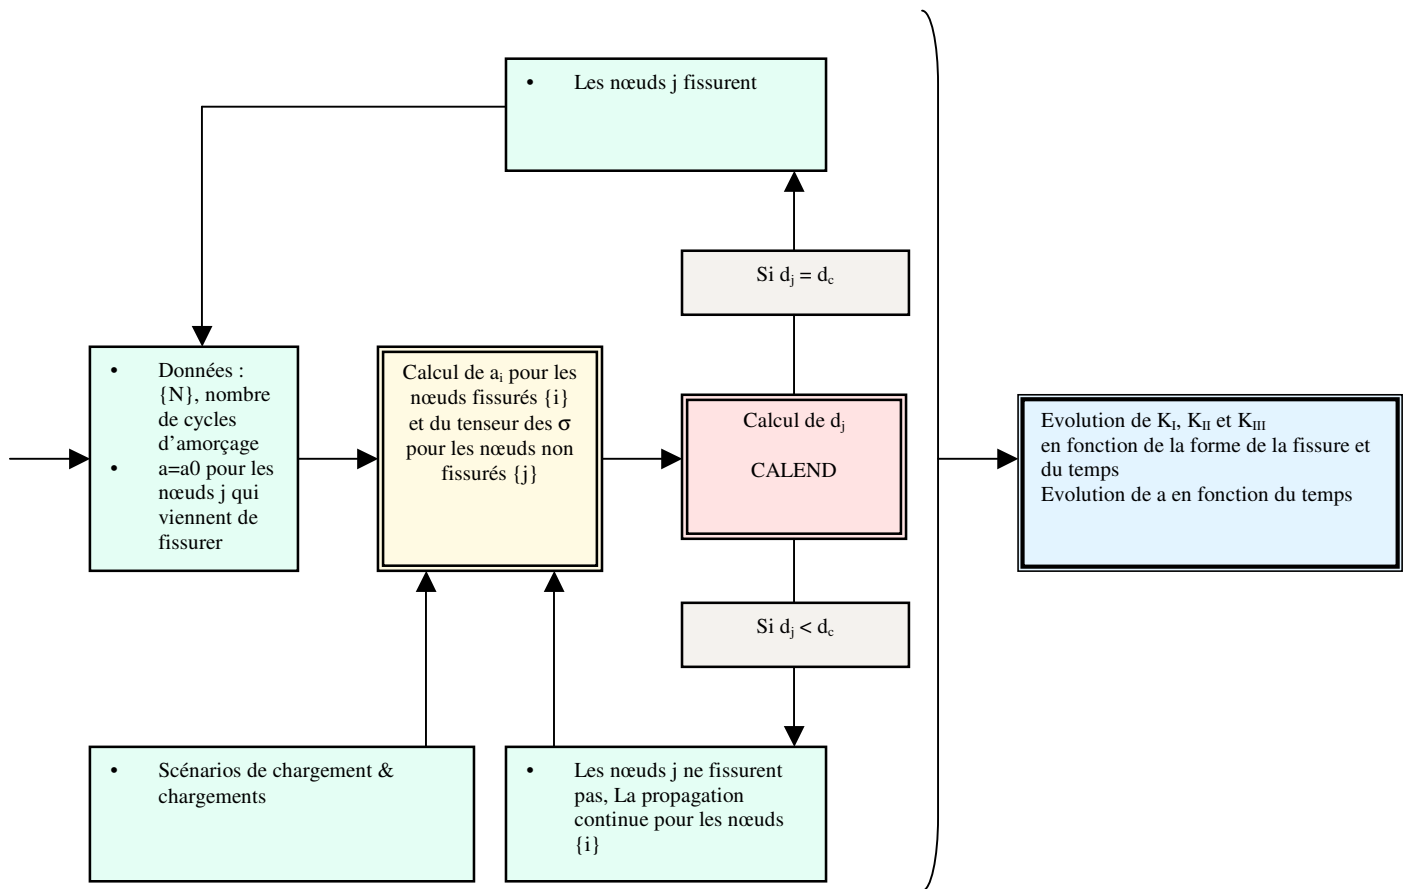 • Les nœuds j fissurent
Si dj = dc
• Données :
{N}, nombre
de cycles
d’amorçage
• a=a0 pour les
nœuds j qui
viennent de
fissurer
Calcul de ai pour les
nœuds fissurés {i}
et du tenseur des σ
pour les nœuds non
fissurés {j}
Calcul de dj
CALEND
Evolution de KI, KII et KIII
en fonction de la forme de la fissure et
du temps
Evolution de a en fonction du temps
Si dj < dc
• Scénarios de chargement &
chargements
• Les nœuds j ne fissurent
pas, La propagation
continue pour les nœuds
{i}